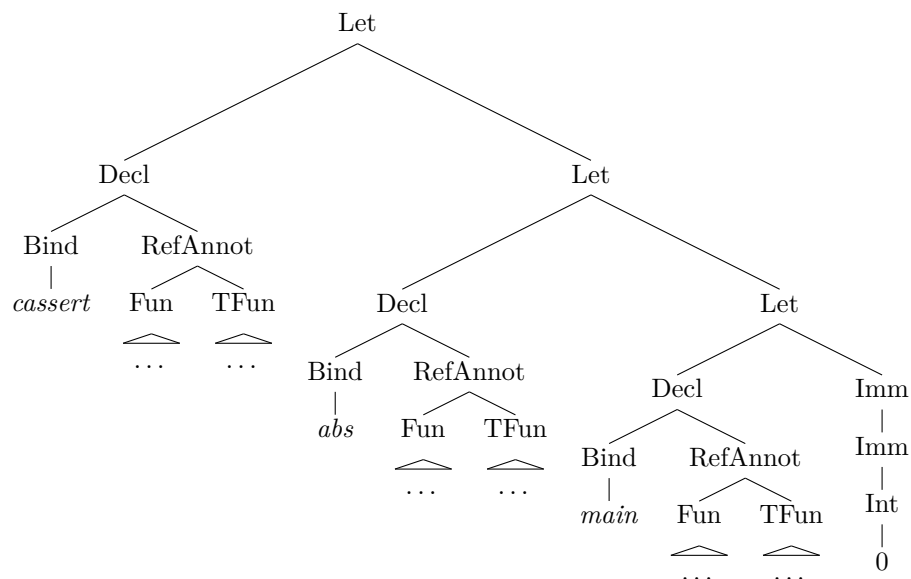 Let
Decl Let
Bind RefAnnot
cassert Fun TFun Decl Let
... ... Bind RefAnnot Decl Imm
abs Fun TFun
... ... Bind RefAnnot Imm
main Fun TFun Int
... ... 0